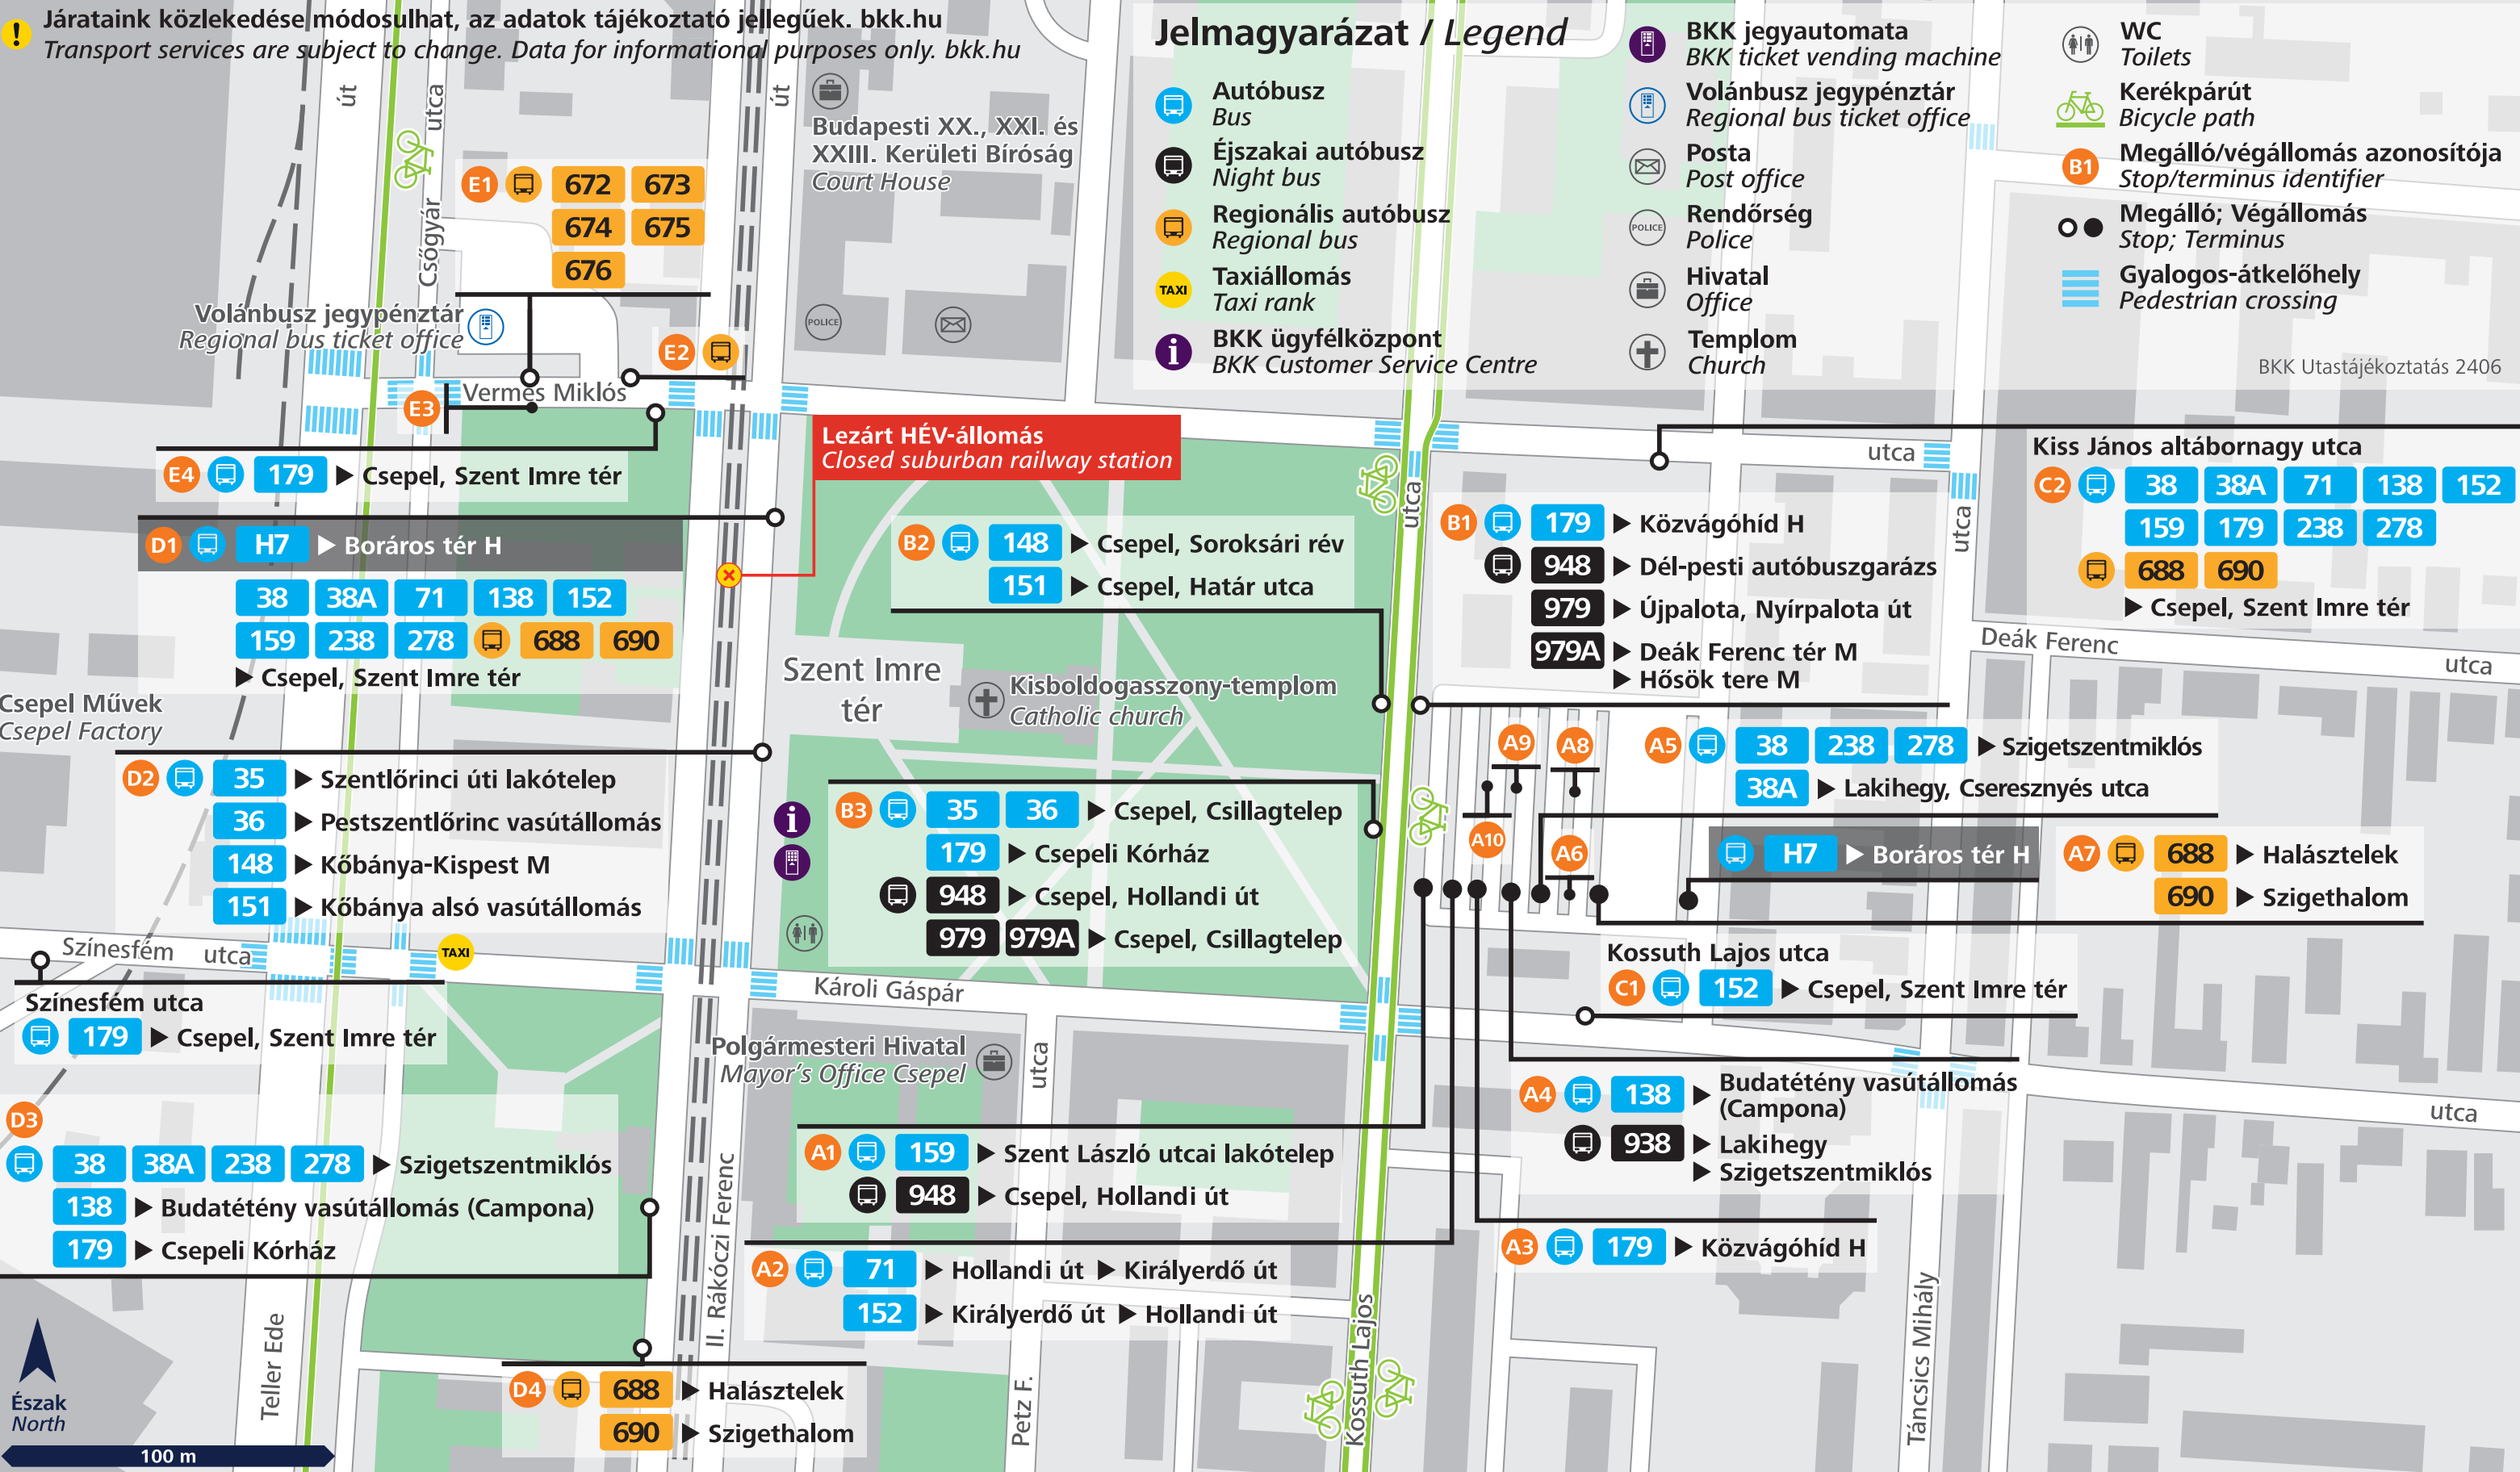 Járataink közlekedése módosulhat, az adatok tájékoztató jellegűek. bkk.hu
Transport services are subject to change. Data for informational purposes only. bkk.hu
Jelmagyarázat / Legend
Autóbusz
Bus
Éjszakai autóbusz
Night bus
Regionális autóbusz
Regional bus
TAXI
Taxiállomás
Taxi rank
i
BKK ügyfélközpont
BKK Customer Service Centre
BKK jegyautomata
BKK ticket vending machine
Volánbusz jegypénztár
Regional bus ticket office
Posta
Post office
POLICE
Rendőrség
Police
Hivatal
Office
Templom
Church
WC
Toilets
Kerékpárút
Bicycle path
B1
Megálló/végállomás azonosítója
Stop/terminus identifier
Megálló; Végállomás
Stop; Terminus
Gyalogos-átkelőhely
Pedestrian crossing
BKK Utastájékoztatás 2406
út
Csőgyár utca
út
Budapesti XX., XXI. és
XXIII. Kerületi Bíróság
Court House
E1 672 673
674 675
676
Volánbusz jegypénztár
Regional bus ticket office
POLICE
E2
E3
Vermes Miklós
utca
E4 179 Csepel, Szent Imre tér
Lezárt HÉV-állomás
Closed suburban railway station
D1 H7 Boráros tér H
38 38A 71 138 152
159 238 278 688 690
Csepel, Szent Imre tér
B2 148 Csepel, Soroksári rév
151 Csepel, Határ utca
utca
B1 179 Közvágóhíd H
948 Dél-pesti autóbuszgarázs
979 Újpalota, Nyírpalota út
979A Deák Ferenc tér M
Hősök tere M
utca
Kiss János altábornagy utca
C2 38 38A 71 138 152
159 179 238 278
688 690
Csepel, Szent Imre tér
Deák Ferenc utca
Csepel Művek
Csepel Factory
Szent Imre
tér
Kisboldogasszony-templom
Catholic church
D2 35 Szentlőrinci úti lakótelep
36 Pestszentlőrinc vasútállomás
148 Kőbánya-Kispest M
151 Kőbánya alsó vasútállomás
i
B3 35 36 Csepel, Csillagtelep
179 Csepeli Kórház
948 Csepel, Hollandi út
979 979A Csepel, Csillagtelep
A9
A8
A10
A6
A5 38 238 278 Szigetszentmiklós
38A Lakihegy, Cseresznyés utca
H7 Boráros tér H
A7 688 Halásztelek
690 Szigethalom
Színesfém utca
TAXI
Károli Gáspár
utca
Színesfém utca
179 Csepel, Szent Imre tér
Kossuth Lajos utca
C1 152 Csepel, Szent Imre tér
Polgármesteri Hivatal
Mayor's Office Csepel
utca
D3
38 38A 238 278 Szigetszentmiklós
138 Budatétény vasútállomás (Campona)
179 Csepeli Kórház
A1 159 Szent László utcai lakótelep
948 Csepel, Hollandi út
A4 138 Budatétény vasútállomás
(Campona)
938 Lakihegy
Szigetszentmiklós
A2 71 Hollandi út Királyerdő út
152 Királyerdő út Hollandi út
A3 179 Közvágóhíd H
D4 688 Halásztelek
690 Szigethalom
Teller Ede
II. Rákóczi Ferenc
Petz F.
Kossuth Lajos
Táncsics Mihály
Észak
North
100 m